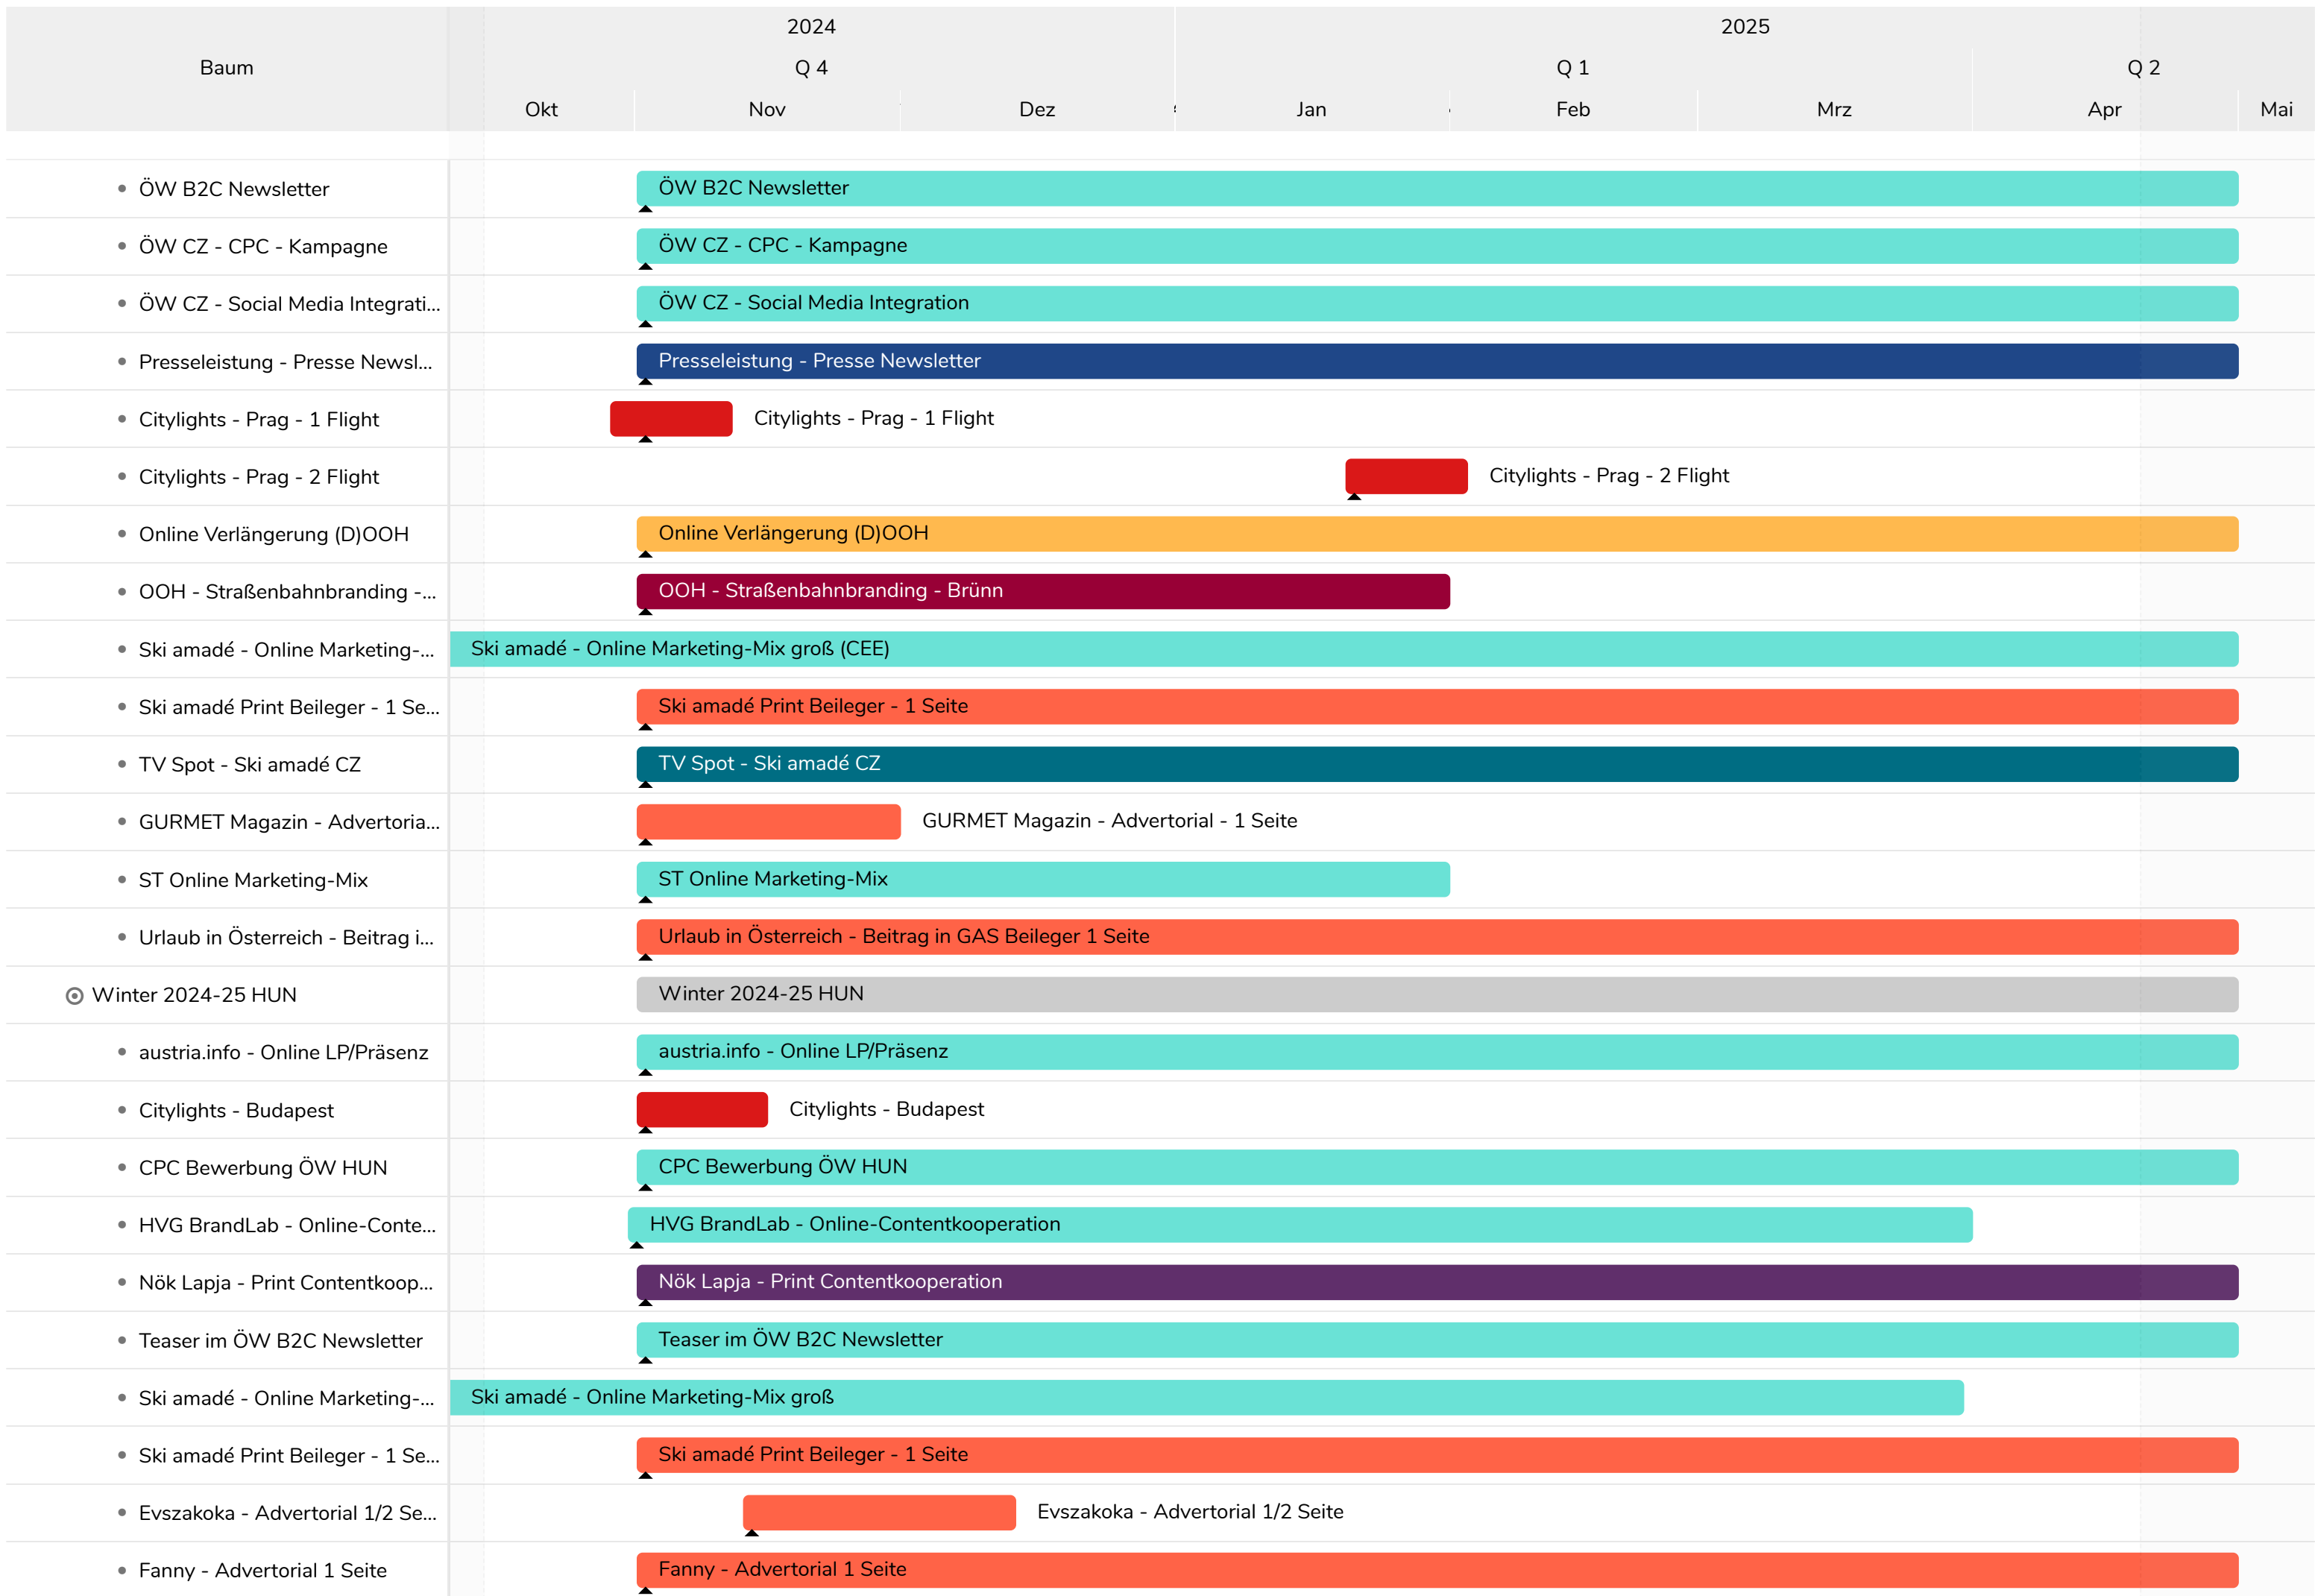 2024
2025
Baum
Q 4
Q 1
Q 2
Okt
Nov
Dez
Jan
Feb
Mrz
Apr
Mai
ÖW B2C Newsletter
ÖW B2C Newsletter
ÖW CZ - CPC - Kampagne
ÖW CZ - CPC - Kampagne
ÖW CZ - Social Media Integrati...
ÖW CZ - Social Media Integration
Presseleistung - Presse Newsl...
Presseleistung - Presse Newsletter
Citylights - Prag - 1 Flight
Citylights - Prag - 1 Flight
Citylights - Prag - 2 Flight
Citylights - Prag - 2 Flight
Online Verlängerung (D)OOH
Online Verlängerung (D)OOH
OOH - Straßenbahnbranding -...
OOH - Straßenbahnbranding - Brünn
Ski amadé - Online Marketing-...
Ski amadé - Online Marketing-Mix groß (CEE)
Ski amadé Print Beileger - 1 Se...
Ski amadé Print Beileger - 1 Seite
TV Spot - Ski amadé CZ
TV Spot - Ski amadé CZ
GURMET Magazin - Advertoria...
GURMET Magazin - Advertorial - 1 Seite
ST Online Marketing-Mix
ST Online Marketing-Mix
Urlaub in Österreich - Beitrag i...
Urlaub in Österreich - Beitrag in GAS Beileger 1 Seite
Winter 2024-25 HUN
Winter 2024-25 HUN
austria.info - Online LP/Präsenz
austria.info - Online LP/Präsenz
Citylights - Budapest
Citylights - Budapest
CPC Bewerbung ÖW HUN
CPC Bewerbung ÖW HUN
HVG BrandLab - Online-Conte...
HVG BrandLab - Online-Contentkooperation
Nök Lapja - Print Contentkoop...
Nök Lapja - Print Contentkooperation
Teaser im ÖW B2C Newsletter
Teaser im ÖW B2C Newsletter
Ski amadé - Online Marketing-...
Ski amadé - Online Marketing-Mix groß
Ski amadé Print Beileger - 1 Se...
Ski amadé Print Beileger - 1 Seite
Evszakoka - Advertorial 1/2 Se...
Evszakoka - Advertorial 1/2 Seite
Fanny - Advertorial 1 Seite
Fanny - Advertorial 1 Seite